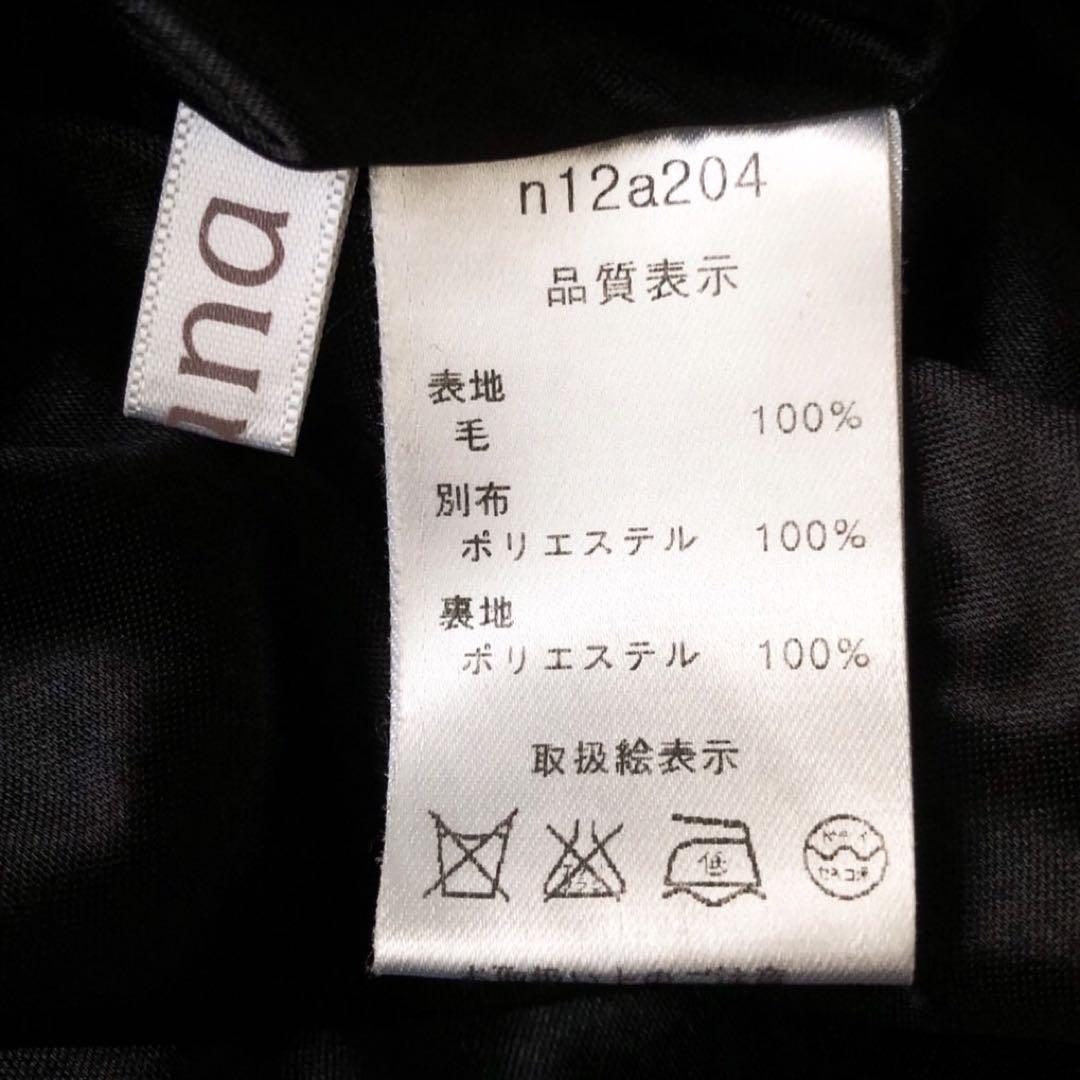 ina
n12a204
品質表示
表地
毛 100%
別布
ポリエステル 100%
裏地
ポリエステル 100%
取扱絵表示
低